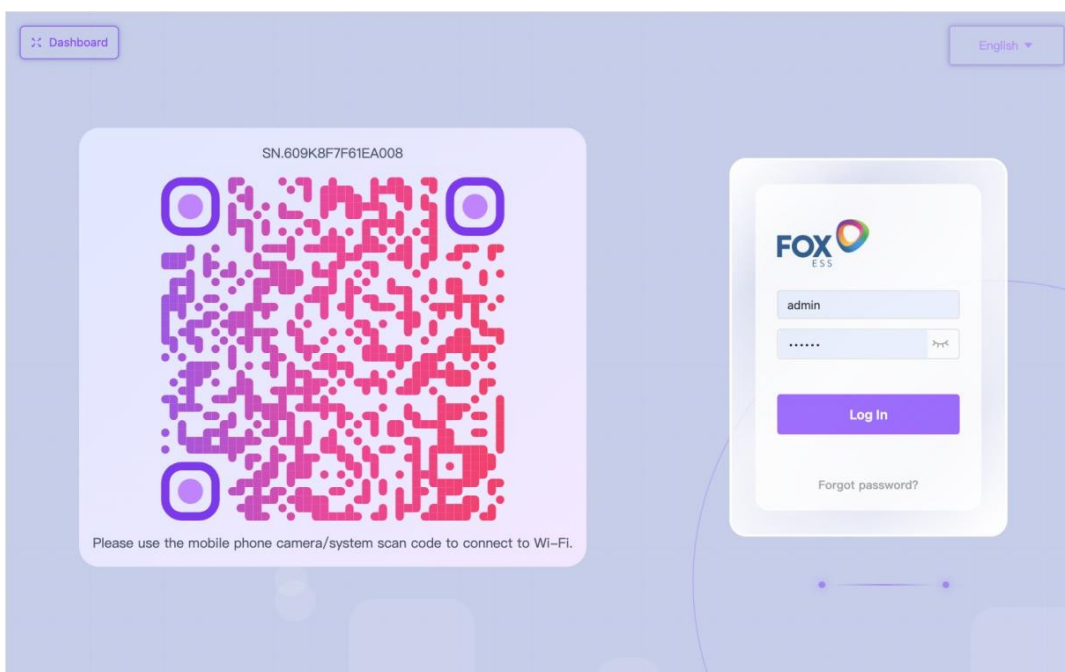 Dashboard
English
SN.609K8F7F61EA008
Please use the mobile phone camera/system scan code to connect to Wi-Fi.
FOX
ESS
admin
••••••
Log In
Forgot password?